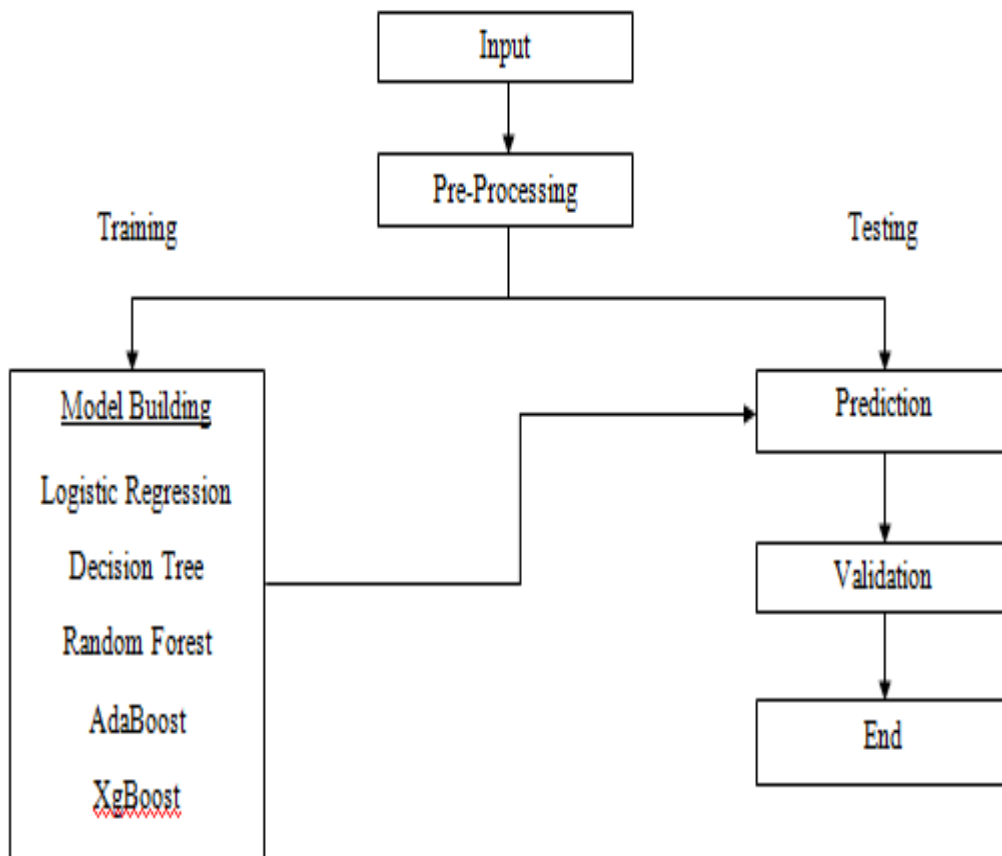 Input
Pre-Processing
Training
Testing
Model Building
Logistic Regression
Decision Tree
Random Forest
AdaBoost
XgBoost
Prediction
Validation
End